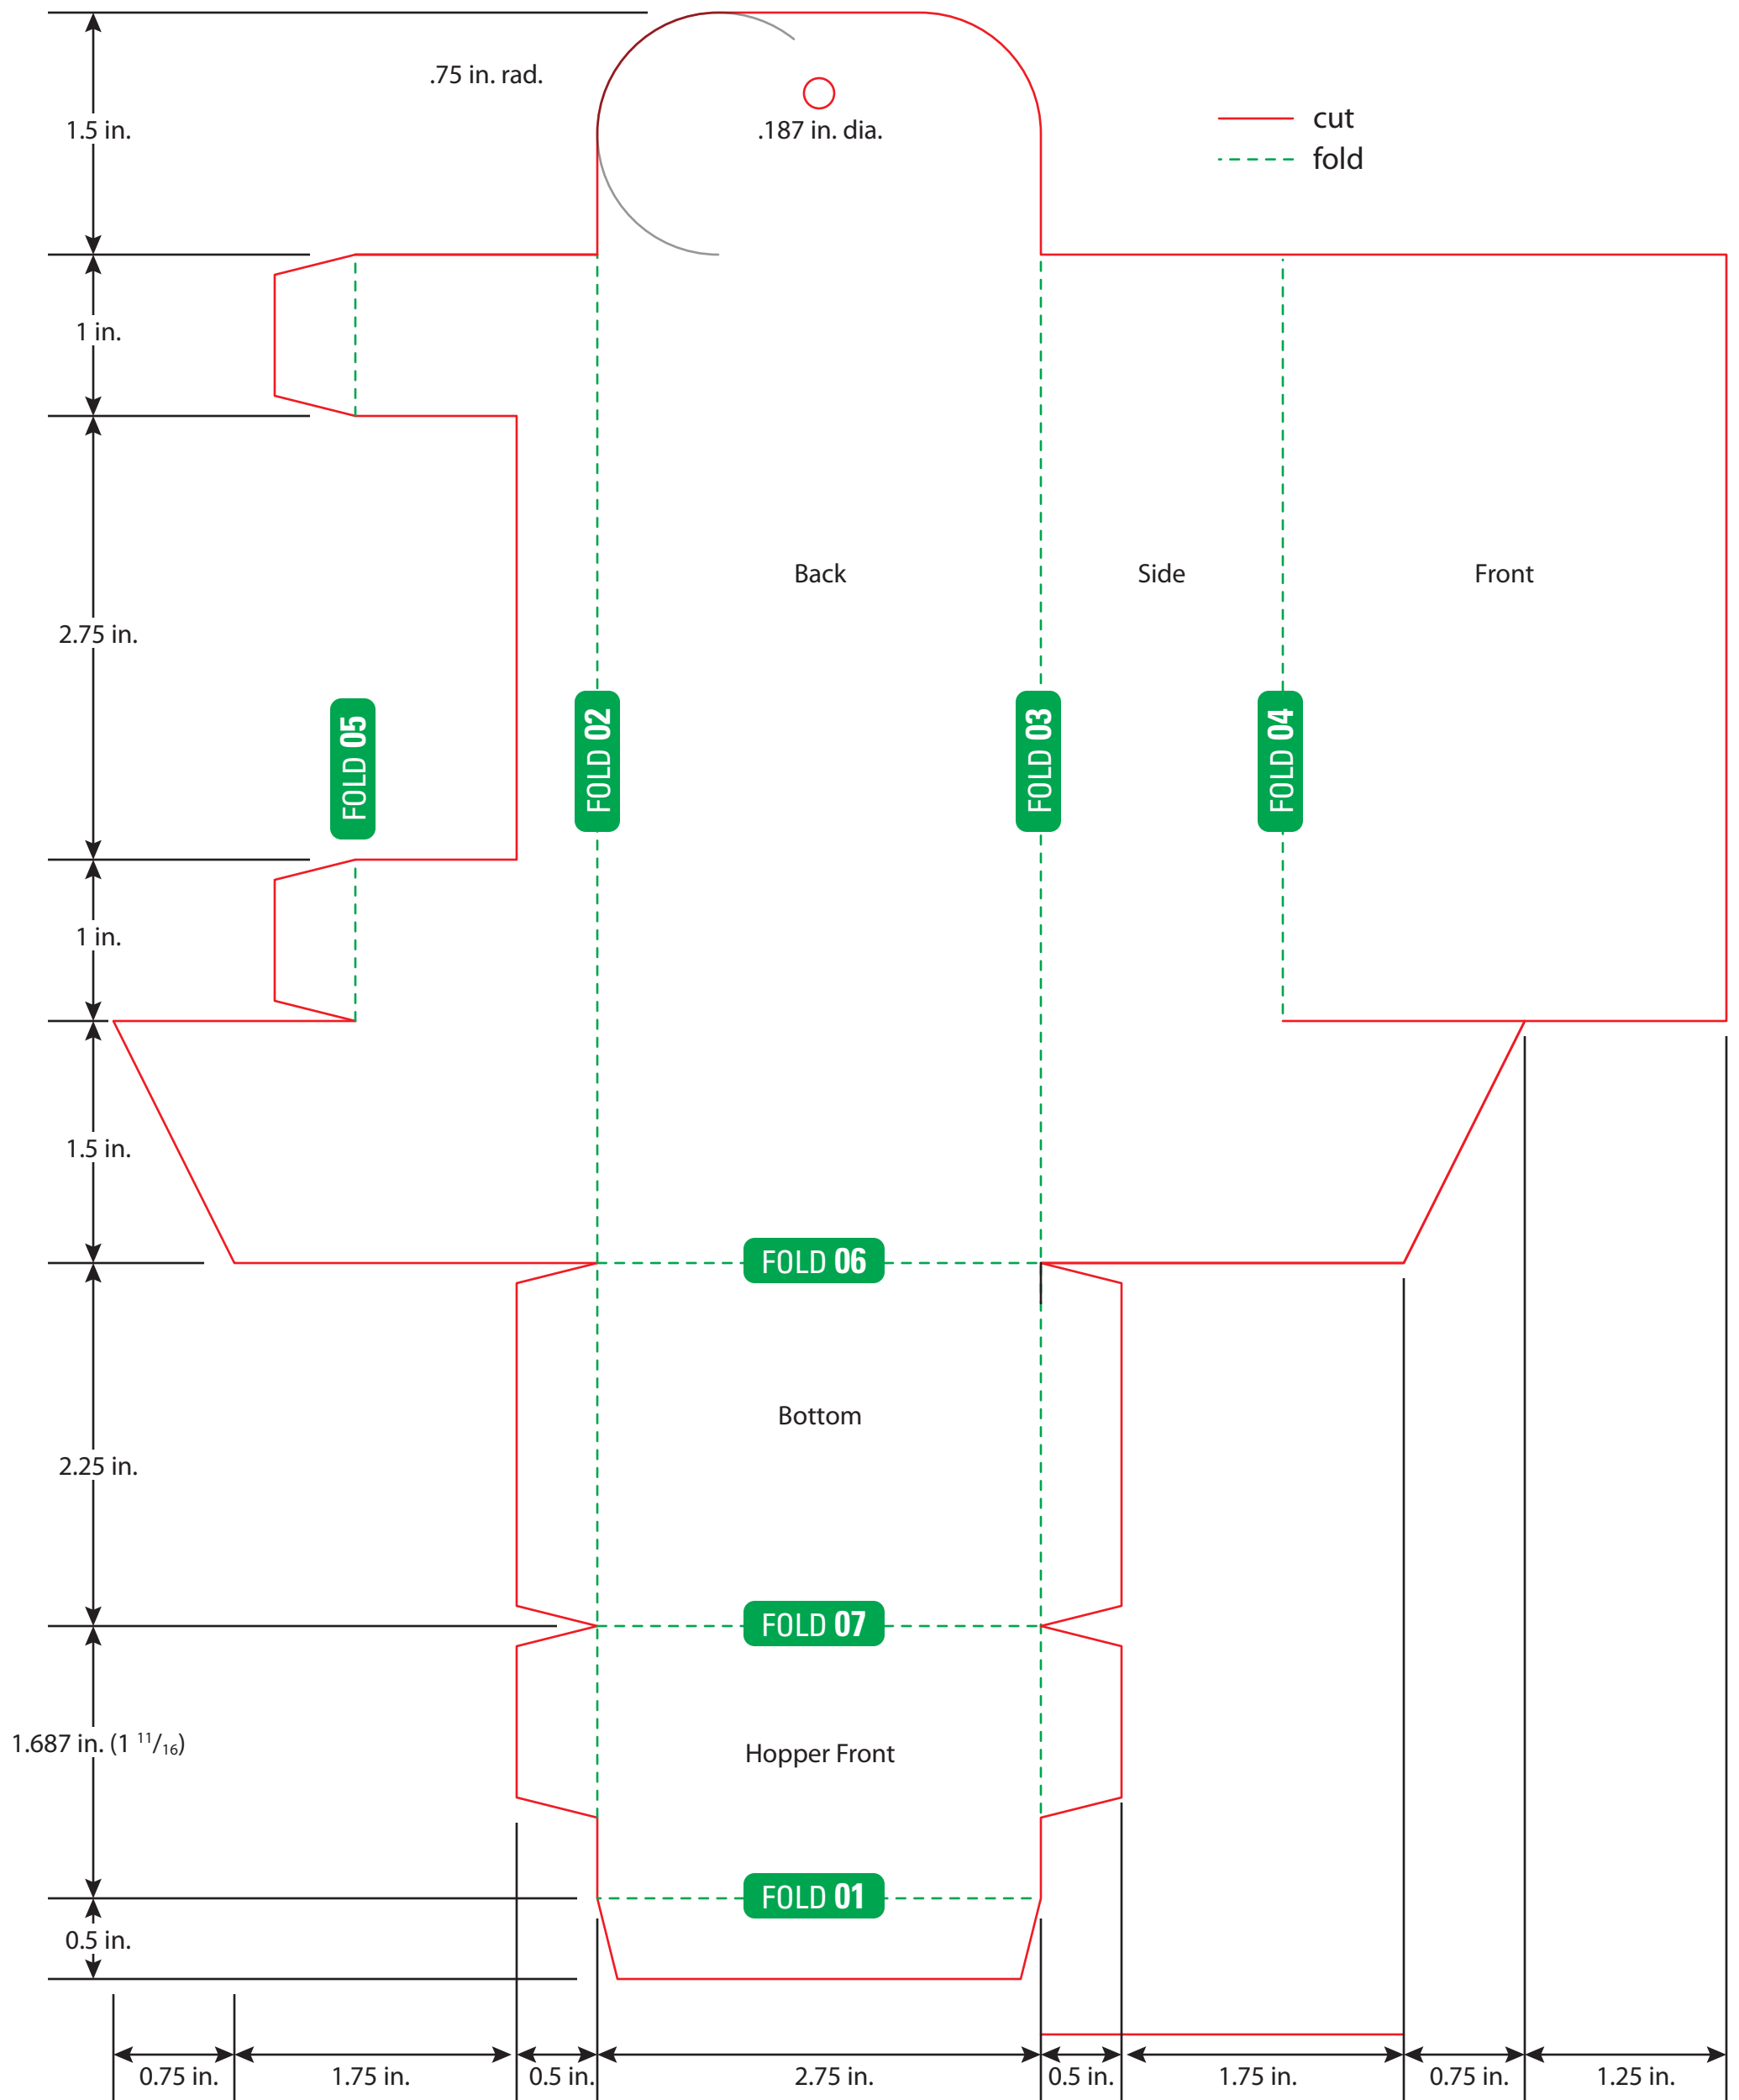 .75 in. rad.
1.5 in.
.187 in. dia.
cut
fold
1 in.
Back
Side
Front
2.75 in.
FOLD 05
FOLD 02
FOLD 03
FOLD 04
1 in.
1.5 in.
FOLD 06
Bottom
2.25 in.
FOLD 07
1.687 in. (1 11/16)
Hopper Front
FOLD 01
0.5 in.
0.75 in.
1.75 in.
0.5 in.
2.75 in.
0.5 in.
1.75 in.
0.75 in.
1.25 in.